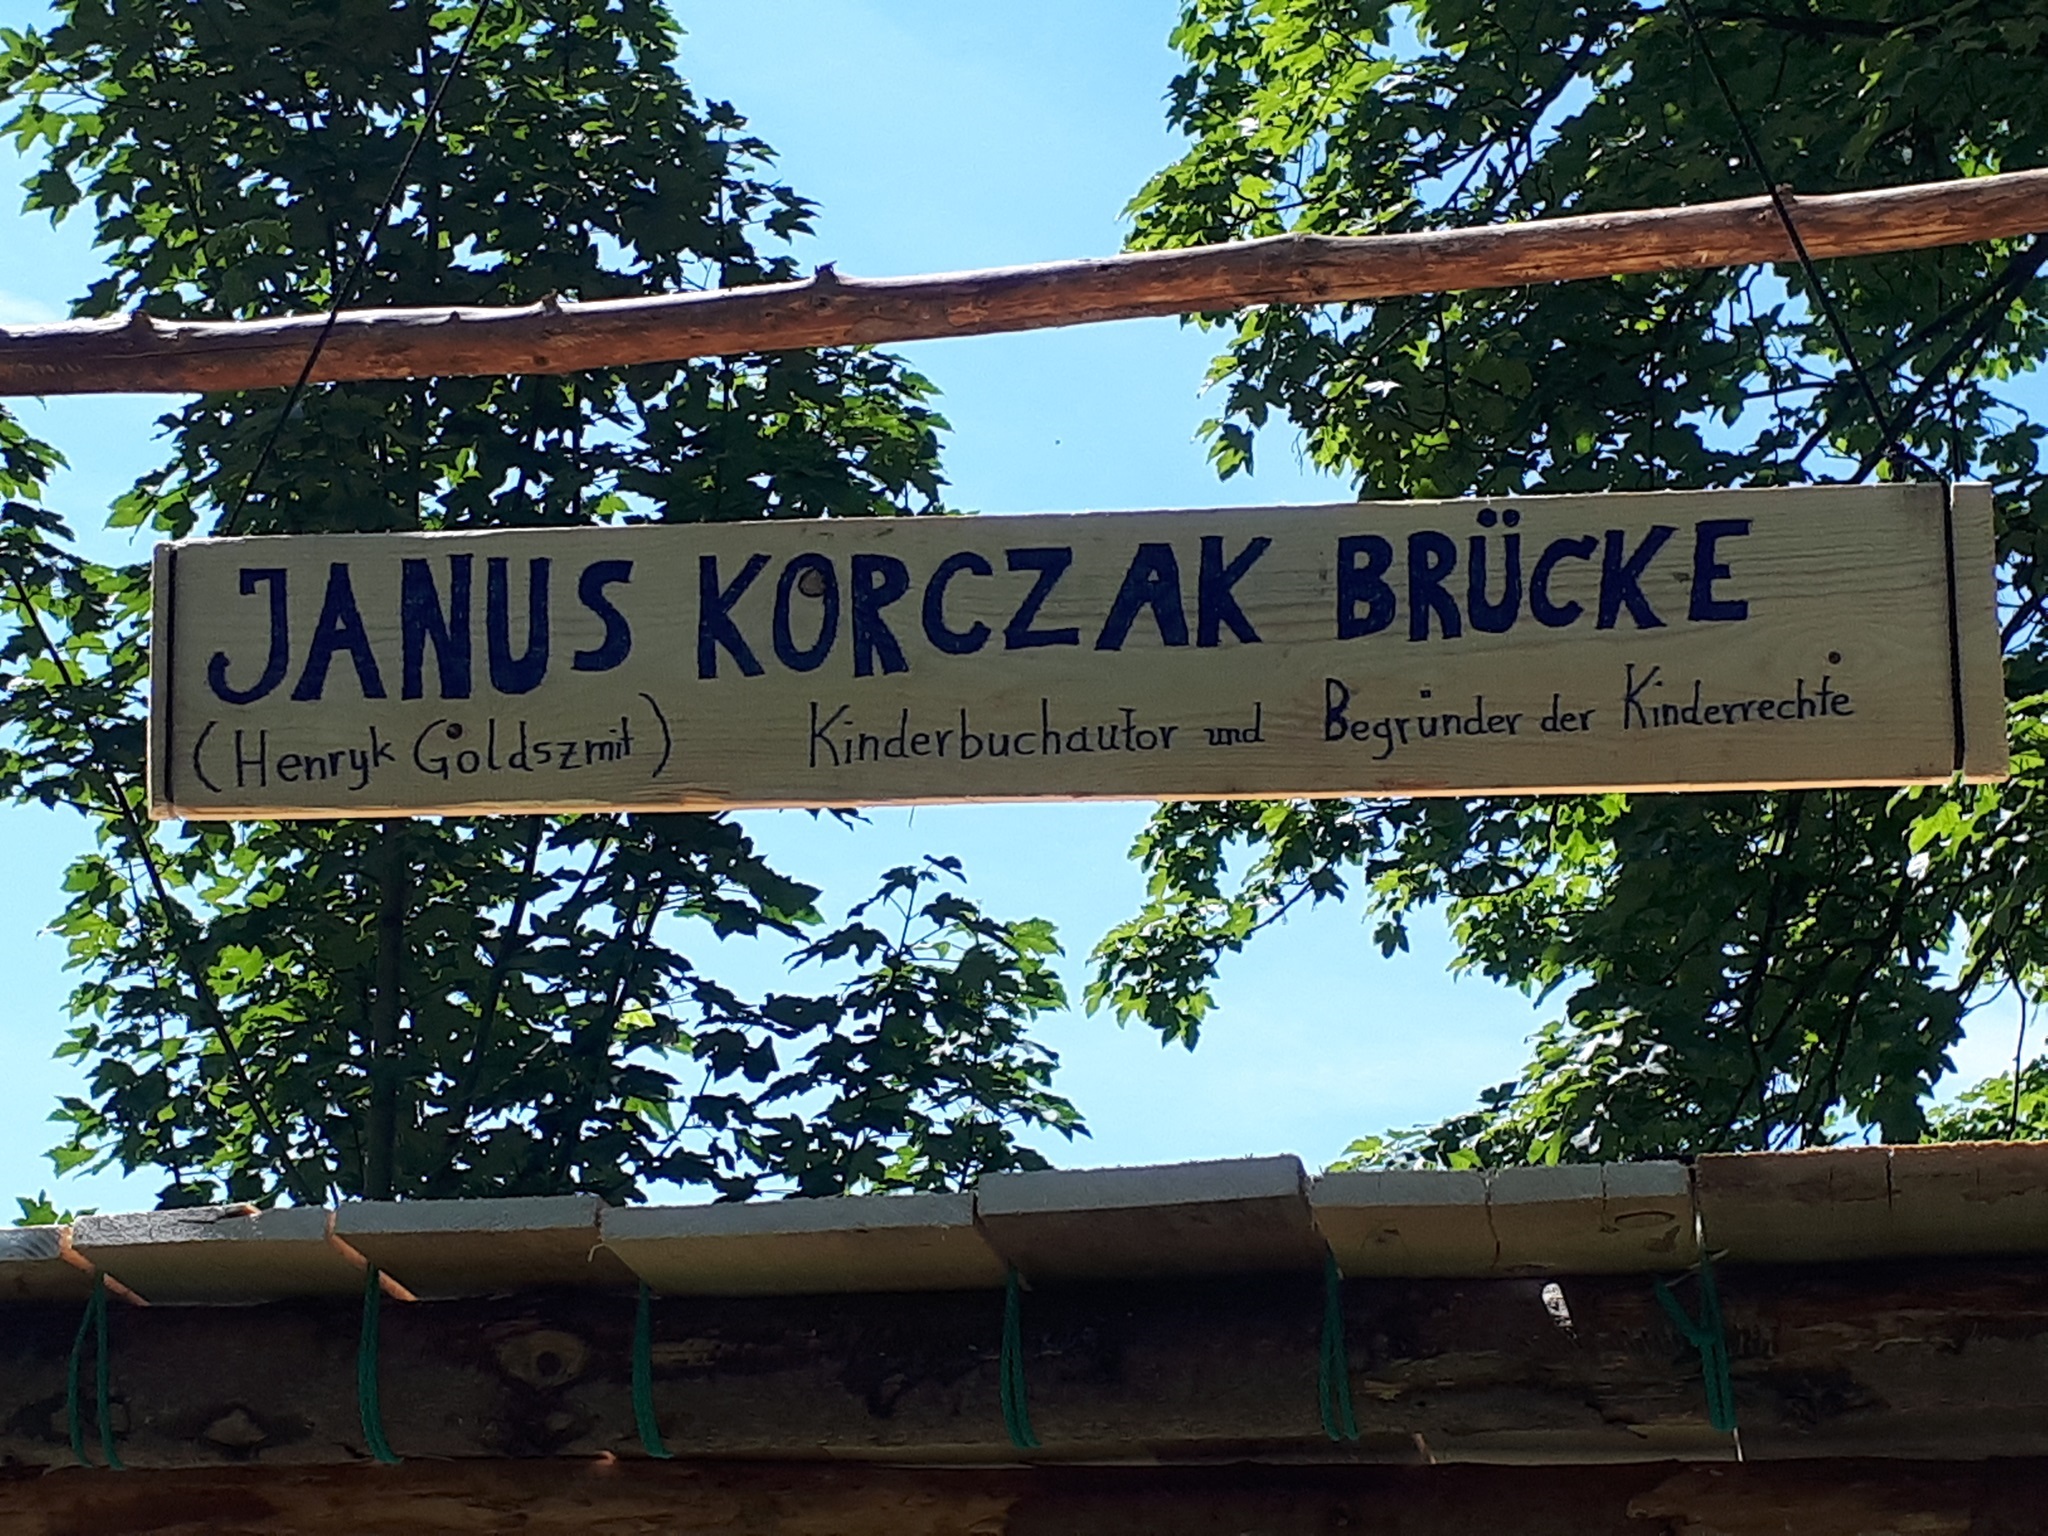 JANUS KORCZAK BRÜCKE
(Henryk Goldszmit) Kinderbuchautor und Begründer der Kinderrechte